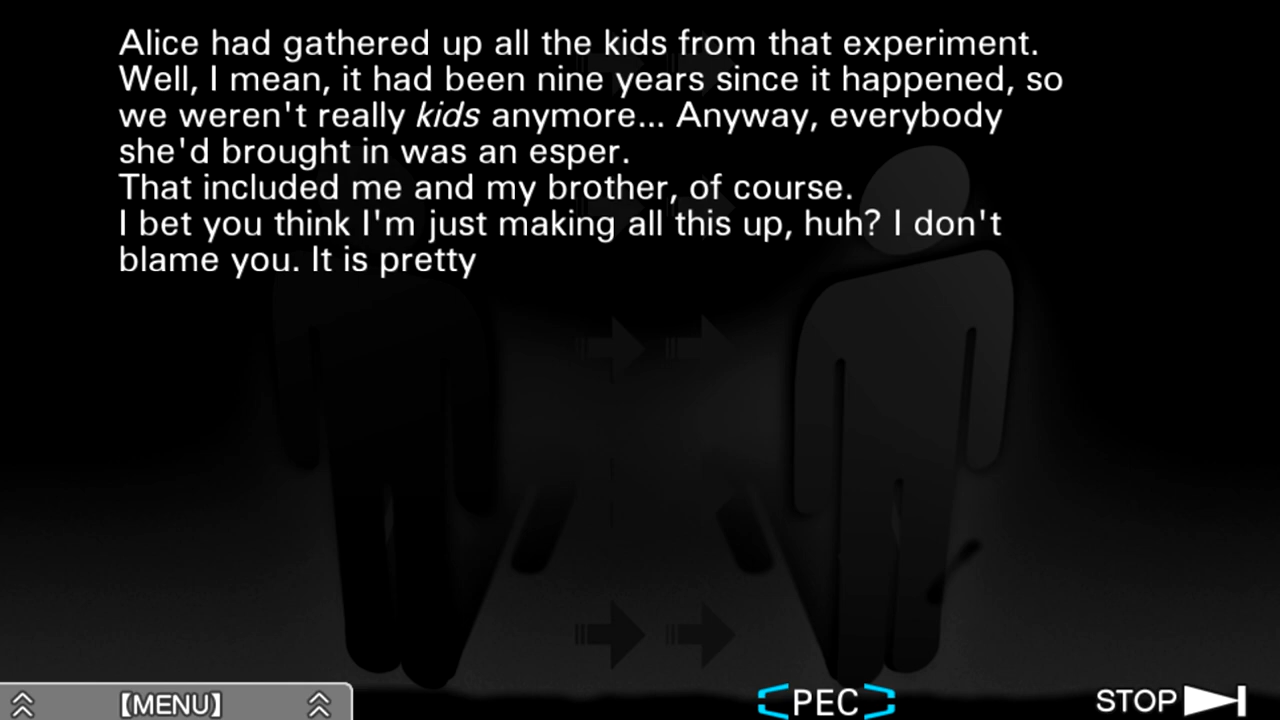 Alice had gathered up all the kids from that experiment.
Well, I mean, it had been nine years since it happened, so
we weren't really kids anymore... Anyway, everybody
she'd brought in was an esper.
That included me and my brother, of course.
I bet you think I'm just making all this up, huh? I don't
blame you. It is pretty
【MENU】
PEC
STOP